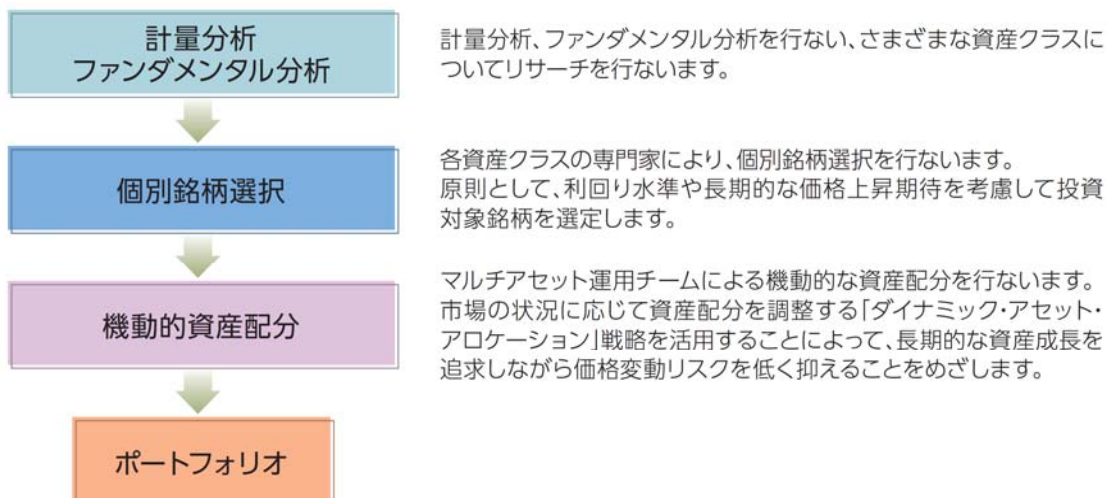 計量分析
ファンダメンタル分析
計量分析、ファンダメンタル分析を行ない、さまざまな資産クラスに
ついてリサーチを行ないます。
個別銘柄選択
各資産クラスの専門家により、個別銘柄選択を行ないます。
原則として、利回り水準や長期的な価格上昇期待を考慮して投資
対象銘柄を選定します。
機動的資産配分
マルチアセット運用チームによる機動的な資産配分を行ないます。
市場の状況に応じて資産配分を調整する「ダイナミック・アセット・
アロケーション」戦略を活用することによって、長期的な資産成長を
追求しながら価格変動リスクを低く抑えることをめざします。
ポートフォリオ